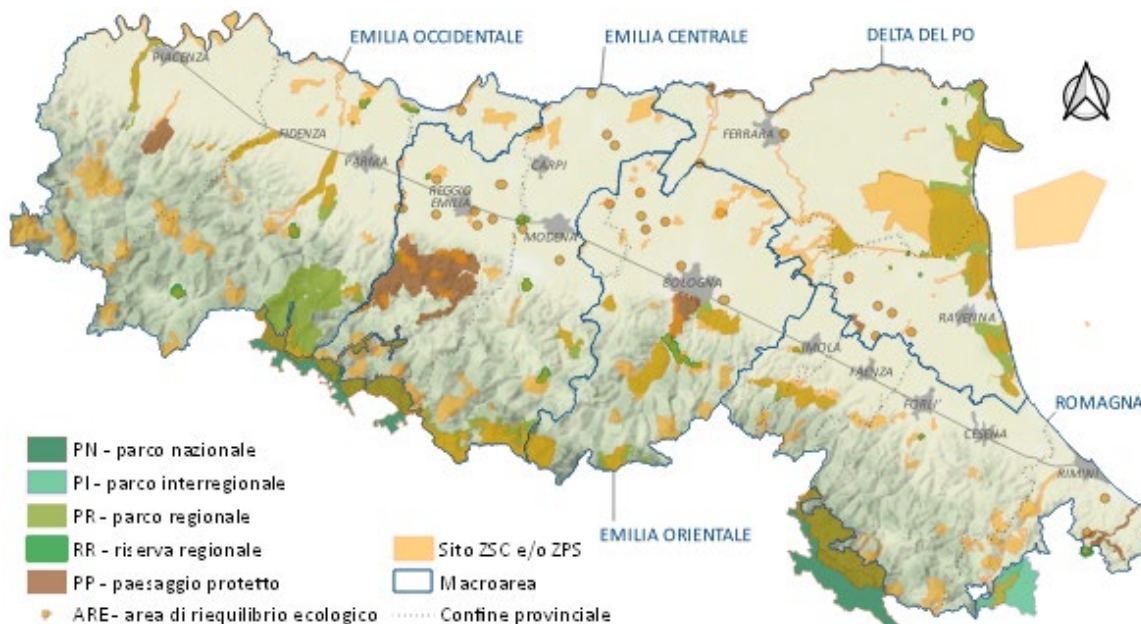 EMILIA OCCIDENTALE
EMILIA CENTRALE
DELTA DEL PO
PIACENZA
FIDENZA
PARMA
REGGIO
EMILIA
CARPI
MODENA
FERRARA
BOLOGNA
IMOLA
FAENZA
FORLI'
CESENA
RAVENNA
RIMINI
ROMAGNA
EMILIA ORIENTALE
PN - parco nazionale
PI - parco interregionale
PR - parco regionale
RR - riserva regionale
PP - paesaggio protetto
ARE - area di riequilibrio ecologico
Sito ZSC e/o ZPS
Macroarea
Confine provinciale